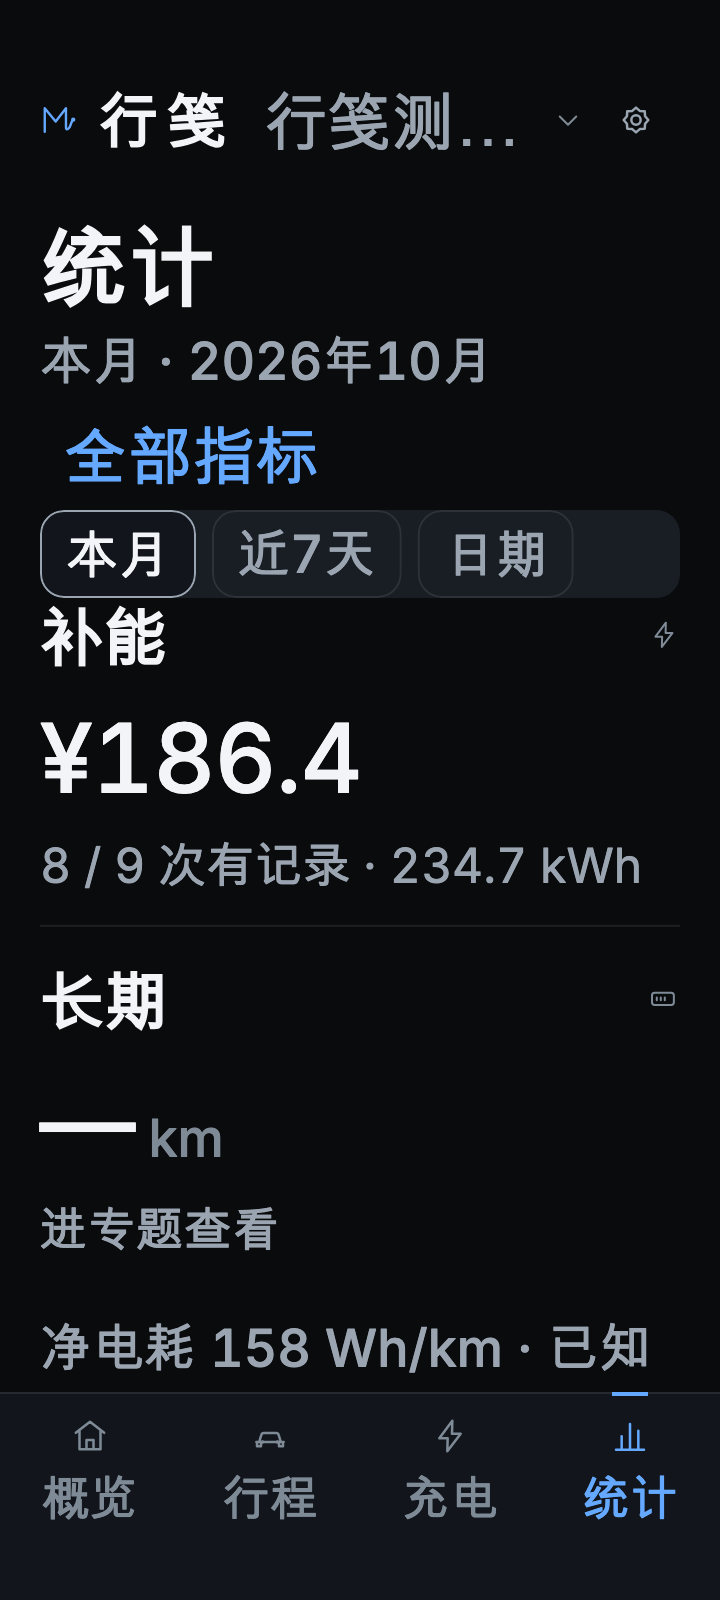 行笺 行笺测…
统计
本月 · 2026年10月
全部指标
本月 近7天 日期
补能
¥186.4
8 / 9 次有记录 · 234.7 kWh
长期
— km
进专题查看
净电耗 158 Wh/km · 已知
概览 行程 充电 统计